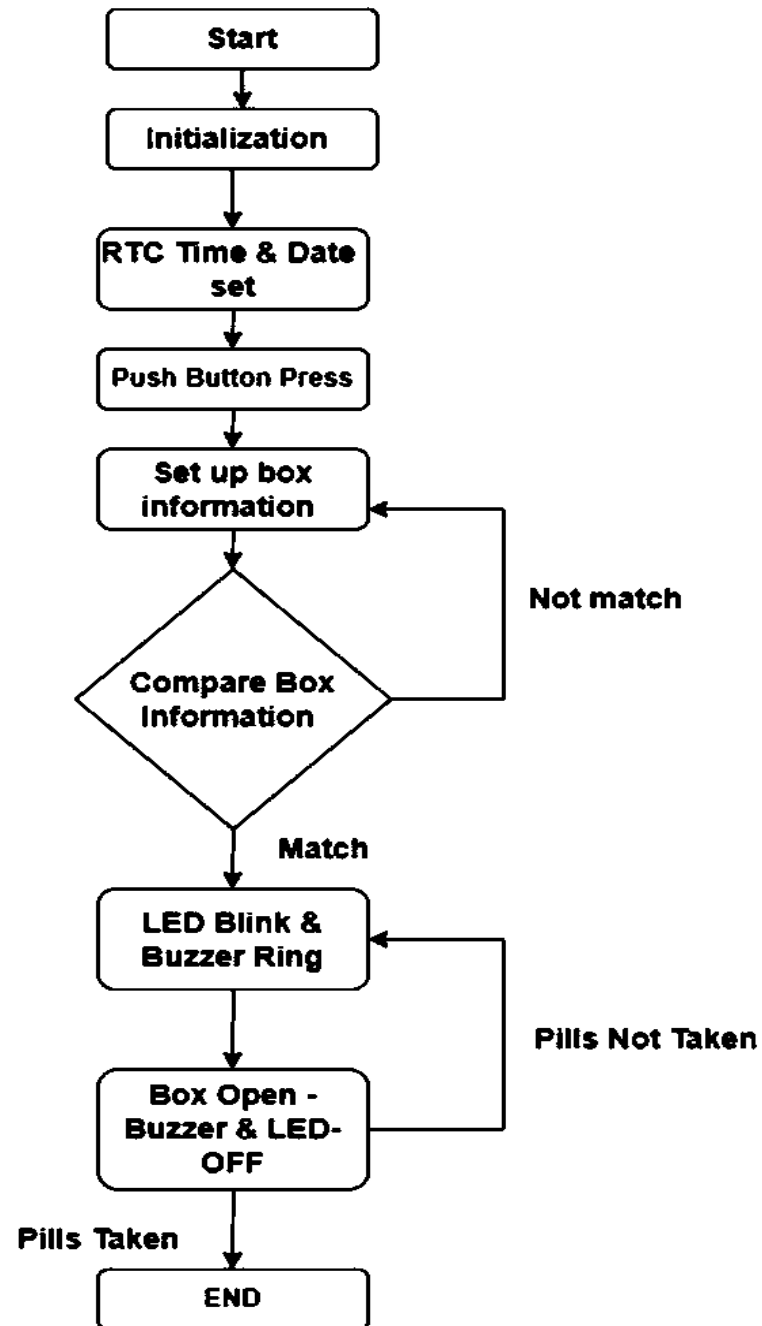 Start
Initialization
RTC Time & Date
set
Push Button Press
Set up box
information
Not match
Compare Box
Information
Match
LED Blink &
Buzzer Ring
Pills Not Taken
Box Open -
Buzzer & LED-
OFF
Pills Taken
END